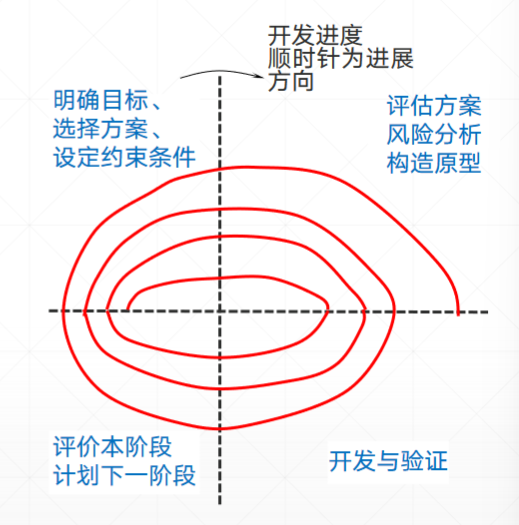 开发进度
顺时针为进展
方向
明确目标、
选择方案、
设定约束条件
评估方案
风险分析
构造原型
评价本阶段
计划下一阶段
开发与验证